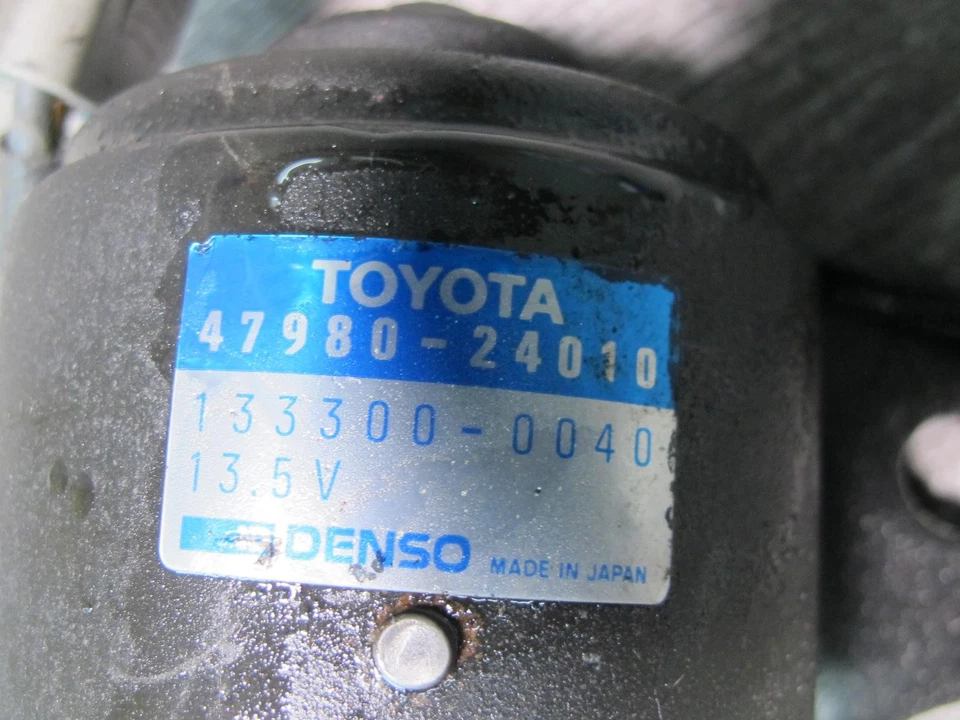 TOYOTA
47980-24010
133300-0040
13.5V
DENSO
MADE IN JAPAN